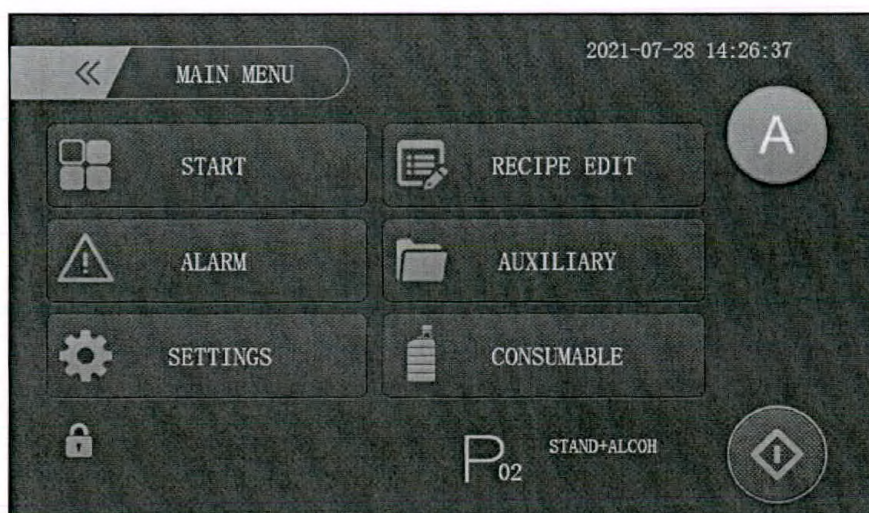 2021-07-28 14:26:37
MAIN MENU
A
START
RECIPE EDIT
ALARM
AUXILIARY
SETTINGS
CONSUMABLE
P02
STAND+ALCOH